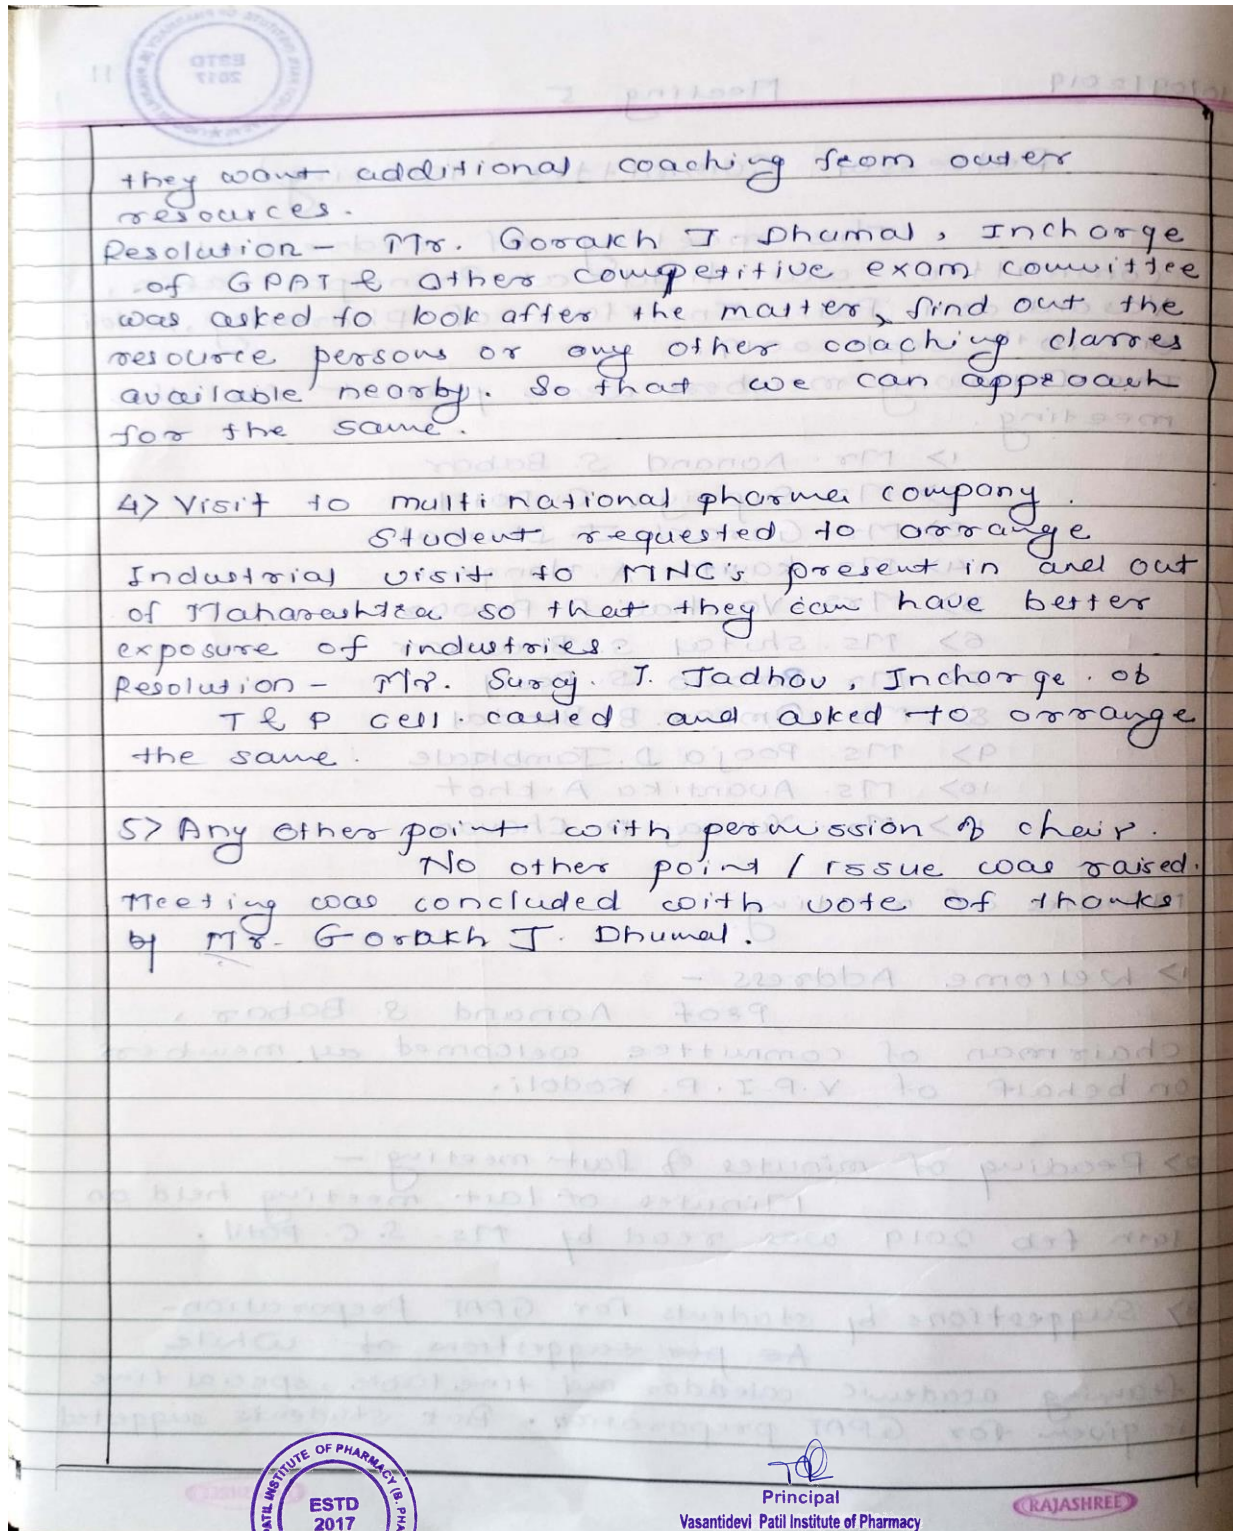 they want additional coaching from outer
resources.
Resolution - Mr. Gorakh J Dhumal, Incharge
of GPAT & other competitive exam committee
was asked to look after the matter, find out the
resource persons or any other coaching classes
available nearby. So that we can approach
for the same.
4> Visit to multinational pharma company.
Student requested to arrange
Industrial visit to MNC's present in and out
of Maharashtra so that they can have better
exposure of industries.
Resolution - Mr. Suraj. J. Jadhav, Incharge of
T & P cell called and asked to arrange
the same.
5> Any other point with permission of chair.
No other point / issue was raised.
Meeting was concluded with vote of thanks
by Mr. Gorakh J. Dhumal.
PATIL INSTITUTE OF PHARMACY (B. PHA
ESTD
2017
Principal
Vasantidevi Patil Institute of Pharmacy
RAJASHREE